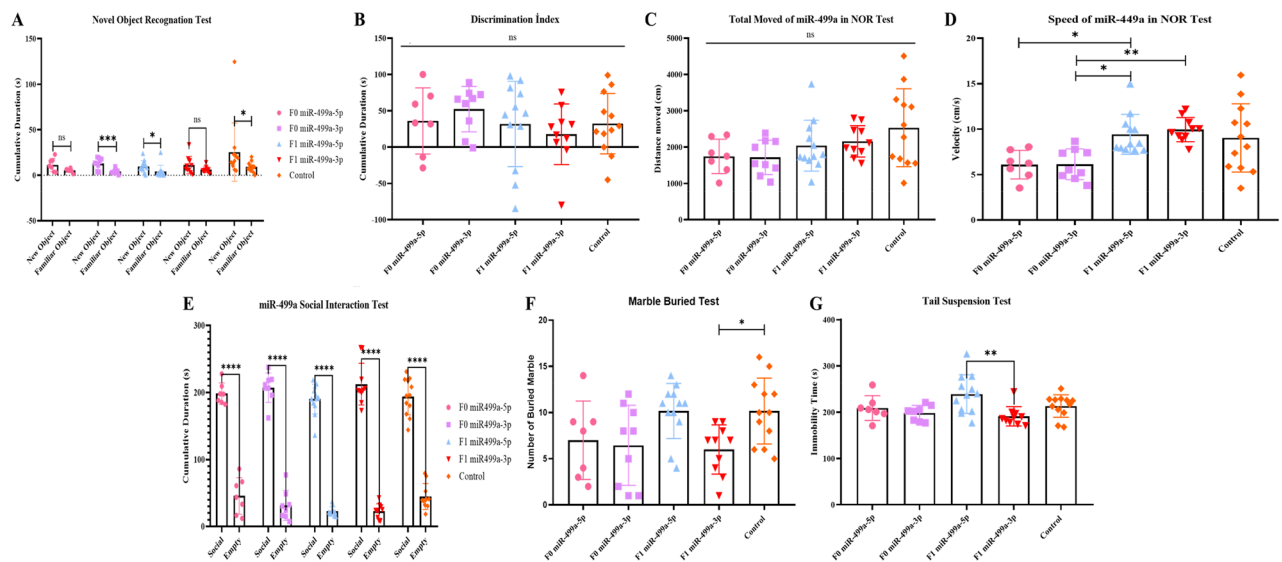 A
Novel Object Recognation Test
Cumulative Duration (s)
150
100
50
0
-50
ns
***
*
ns
*
New Object
Familiar Object
New Object
Familiar Object
New Object
Familiar Object
New Object
Familiar Object
New Object
Familiar Object
F0 miR-499a-5p
F0 miR-499a-3p
F1 miR-499a-5p
F1 miR-499a-3p
Control
B
Discrimination İndex
Cumulative Duration (s)
150
100
50
0
-50
-100
ns
F0 miR-499a-5p
F0 miR-499a-3p
F1 miR-499a-5p
F1 miR-499a-3p
Control
C
Total Moved of miR-499a in NOR Test
Distance moved (cm)
5000
4000
3000
2000
1000
0
ns
F0 miR-499a-5p
F0 miR-499a-3p
F1 miR-499a-5p
F1 miR-499a-3p
Control
D
Speed of miR-449a in NOR Test
Velocity (cm/s)
20
15
10
5
0
*
**
*
F0 miR-499a-5p
F0 miR-499a-3p
F1 miR-499a-5p
F1 miR-499a-3p
Control
E
miR-499a Social Interaction Test
Cumulative Duration (s)
300
200
100
0
****
****
****
****
****
Social
Empty
Social
Empty
Social
Empty
Social
Empty
Social
Empty
F0 miR499a-5p
F0 miR499a-3p
F1 miR499a-5p
F1 miR499a-3p
Control
F
Marble Buried Test
Number of Buried Marble
20
15
10
5
0
*
F0 miR-499a-5p
F0 miR-499a-3p
F1 miR-499a-5p
F1 miR-499a-3p
Control
G
Tail Suspension Test
Immobility Time (s)
400
300
200
100
0
**
F0 miR-499a-5p
F0 miR-499a-3p
F1 miR-499a-5p
F1 miR-499a-3p
Control